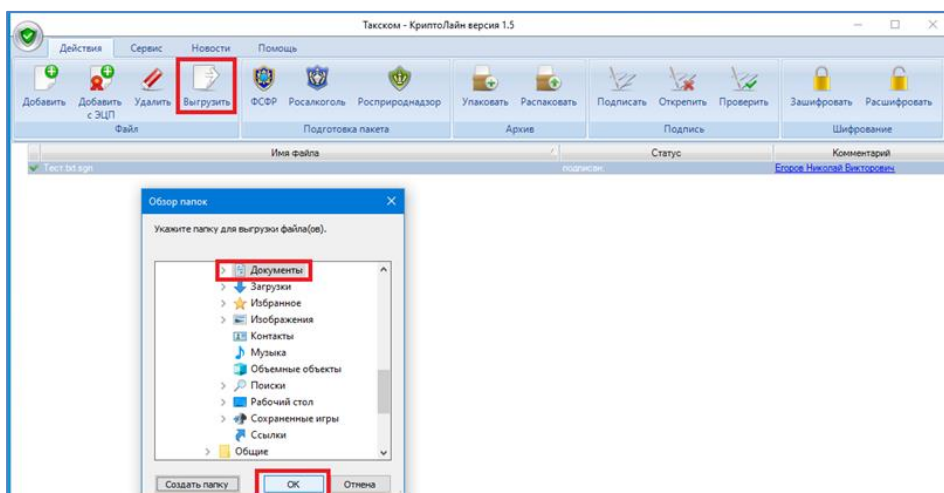 Такском - КриптоЛайн версия 1.5
Действия Сервис Новости Помощь
Добавить Добавить с ЭЦП Удалить Выгрузить ФСФР Росалкоголь Росприроднадзор Упаковать Распаковать Подписать Открепить Проверить Зашифровать Расшифровать
Файл Подготовка пакета Архив Подпись Шифрование
Имя файла Статус Комментарий
Тест.txt.sgn подписан Егоров Николай Викторович
Обзор папок
Укажите папку для выгрузки файла(ов).
Документы
Загрузки
Избранное
Изображения
Контакты
Музыка
Объемные объекты
Поиски
Рабочий стол
Сохраненные игры
Ссылки
Общие
Создать папку ОК Отмена